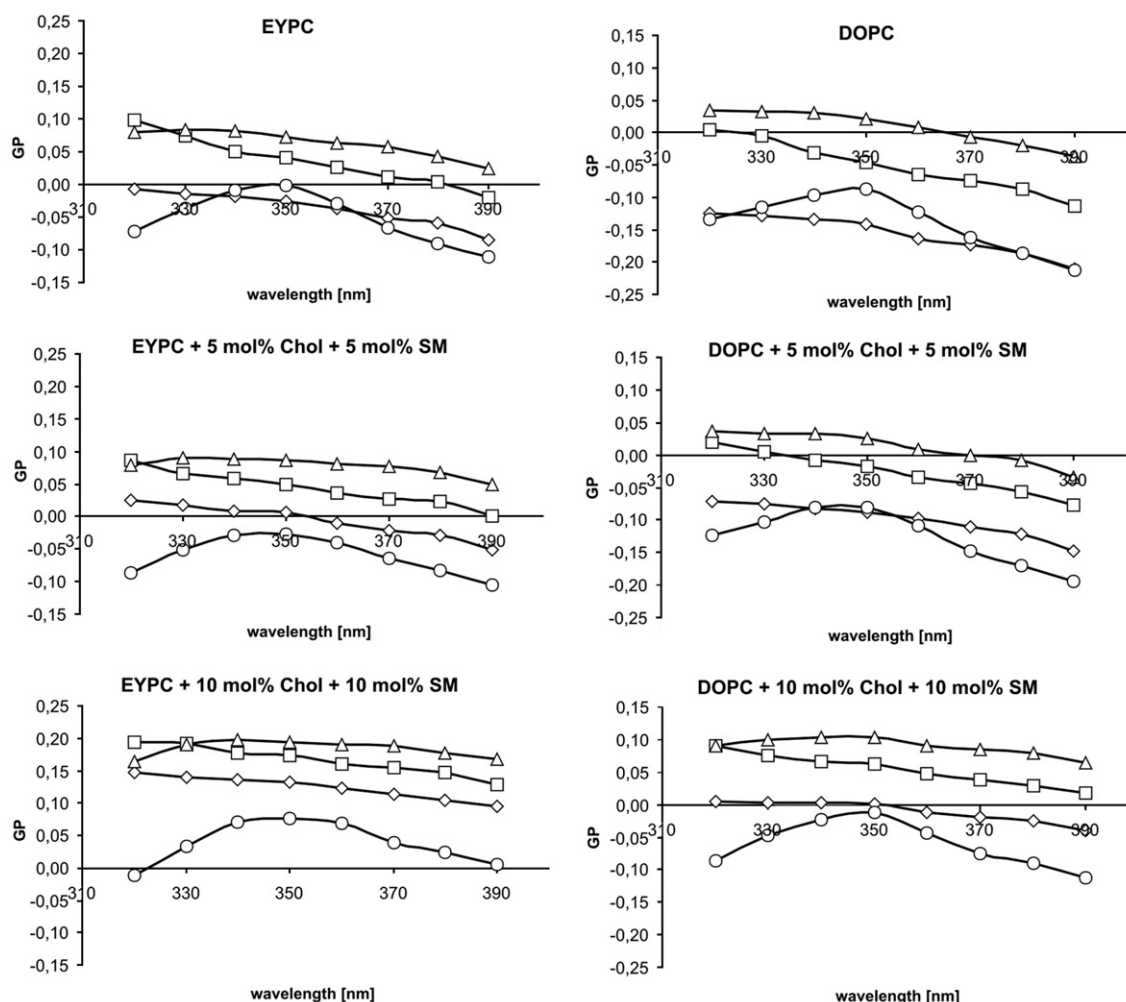 EYPC
0,25
0,20
0,15
0,10
0,05
0,00
-0,05
-0,10
-0,15
GP
310 330 350 370 390
wavelength [nm]
DOPC
0,15
0,10
0,05
0,00
-0,05
-0,10
-0,15
-0,20
-0,25
GP
310 330 350 370 390
wavelength [nm]
EYPC + 5 mol% Chol + 5 mol% SM
0,25
0,20
0,15
0,10
0,05
0,00
-0,05
-0,10
-0,15
GP
310 330 350 370 390
wavelength [nm]
DOPC + 5 mol% Chol + 5 mol% SM
0,15
0,10
0,05
0,00
-0,05
-0,10
-0,15
-0,20
-0,25
GP
310 330 350 370 390
wavelength [nm]
EYPC + 10 mol% Chol + 10 mol% SM
0,25
0,20
0,15
0,10
0,05
0,00
-0,05
-0,10
-0,15
GP
310 330 350 370 390
wavelength [nm]
DOPC + 10 mol% Chol + 10 mol% SM
0,15
0,10
0,05
0,00
-0,05
-0,10
-0,15
-0,20
-0,25
GP
310 330 350 370 390
wavelength [nm]